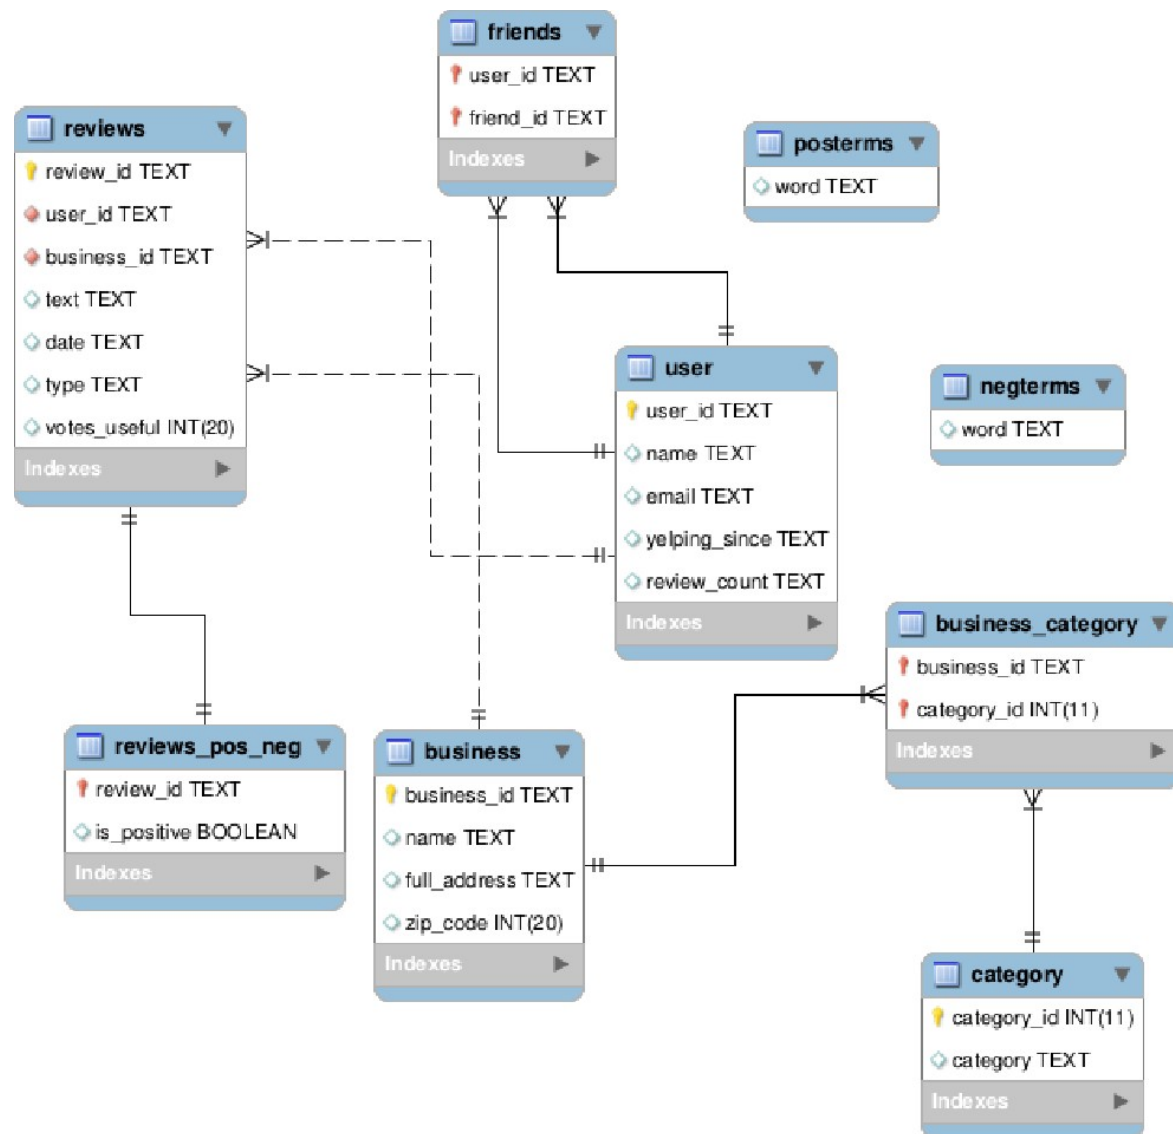 friends
user_id TEXT
friend_id TEXT
Indexes
reviews
review_id TEXT
user_id TEXT
business_id TEXT
text TEXT
date TEXT
type TEXT
votes_useful INT(20)
Indexes
posterms
word TEXT
user
user_id TEXT
name TEXT
email TEXT
yelping_since TEXT
review_count TEXT
Indexes
negterms
word TEXT
business_category
business_id TEXT
category_id INT(11)
Indexes
reviews_pos_neg
review_id TEXT
is_positive BOOLEAN
Indexes
business
business_id TEXT
name TEXT
full_address TEXT
zip_code INT(20)
Indexes
category
category_id INT(11)
category TEXT
Indexes